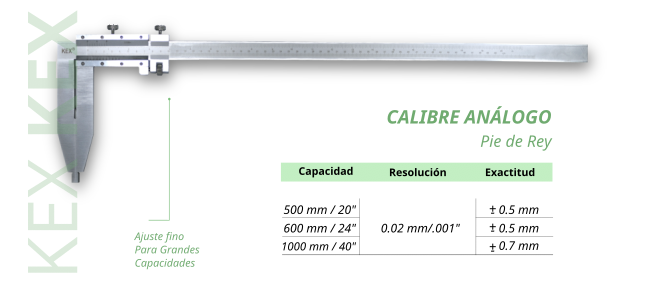 KEX KEX
KEX
KEX
CALIBRE ANÁLOGO
Pie de Rey
Capacidad Resolución Exactitud
500 mm / 20" ± 0.5 mm
600 mm / 24" 0.02 mm/.001" ± 0.5 mm
1000 mm / 40" ± 0.7 mm
Ajuste fino
Para Grandes
Capacidades